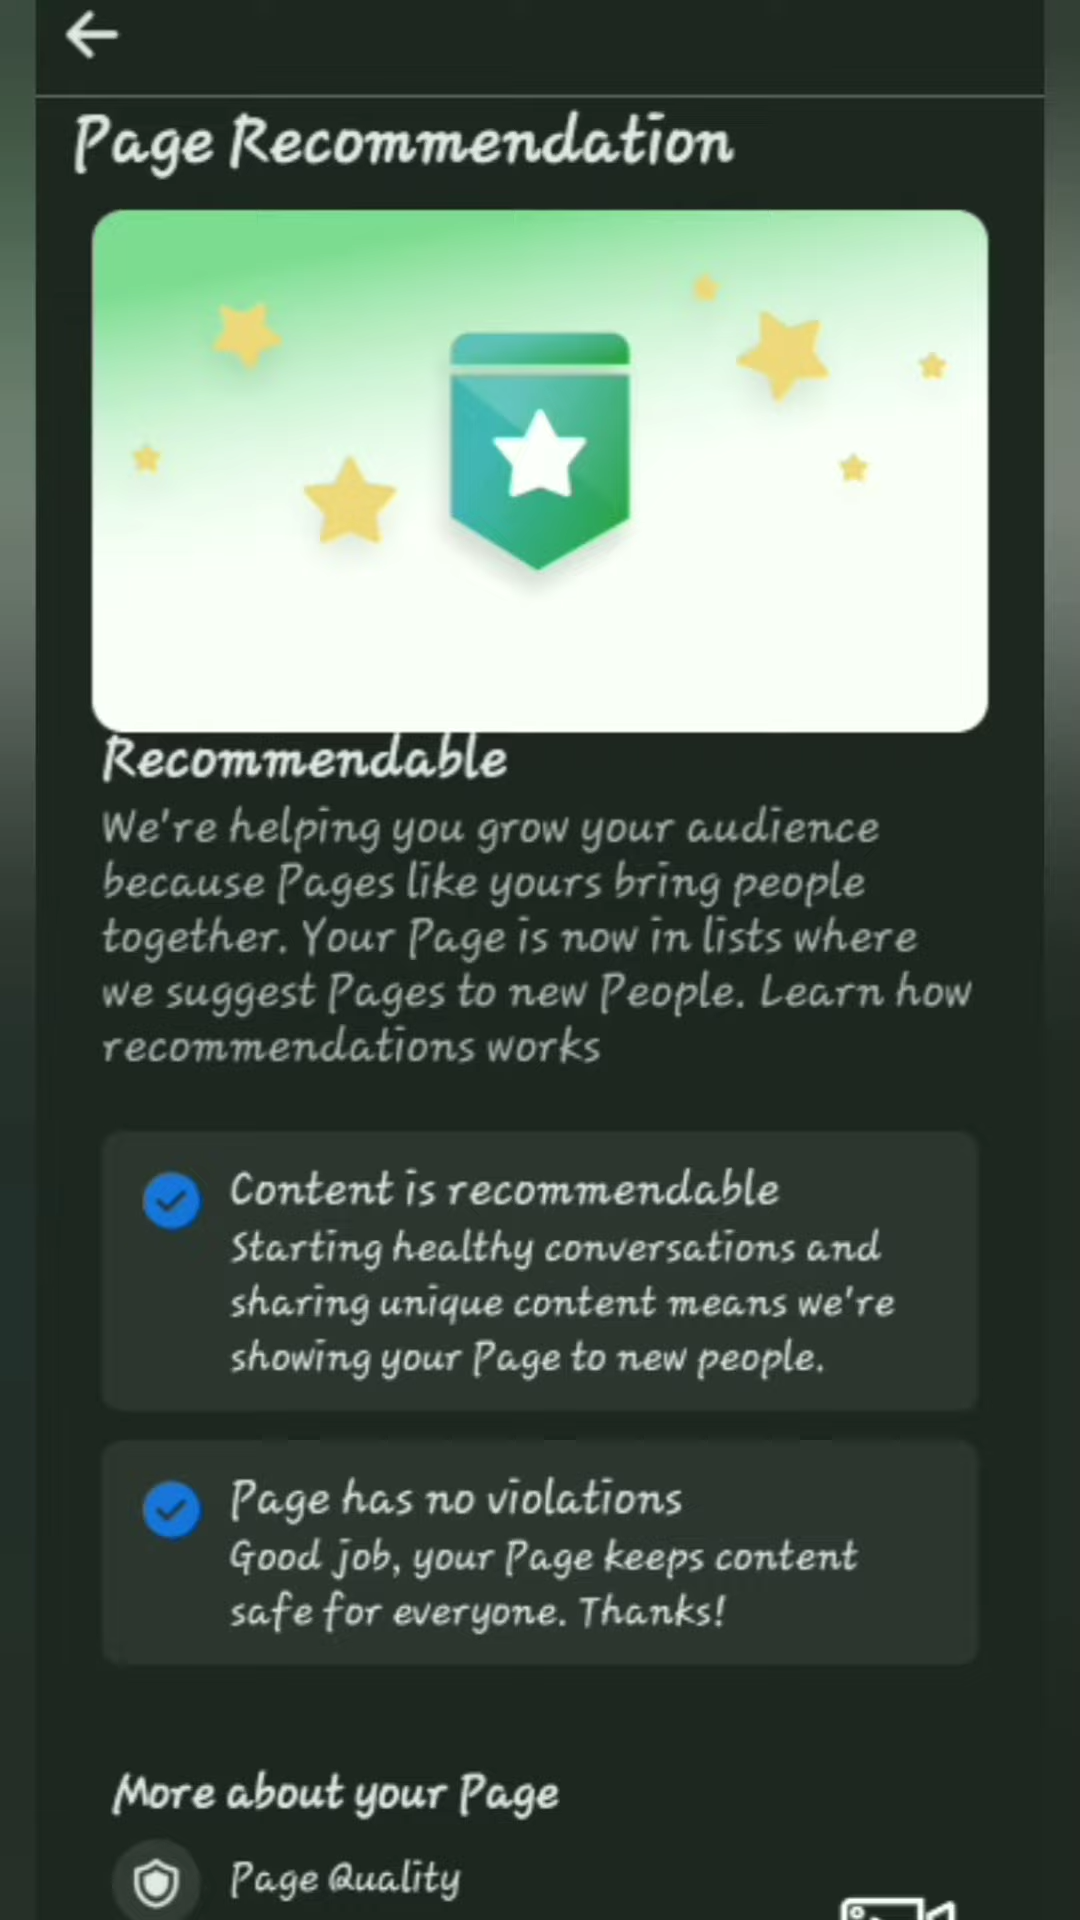 Page Recommendation
Recommendable
We're helping you grow your audience
because Pages like yours bring people
together. Your Page is now in lists where
we suggest Pages to new People. Learn how
recommendations works
Content is recommendable
Starting healthy conversations and
sharing unique content means we're
showing your Page to new people.
Page has no violations
Good job, your Page keeps content
safe for everyone. Thanks!
More about your Page
Page Quality